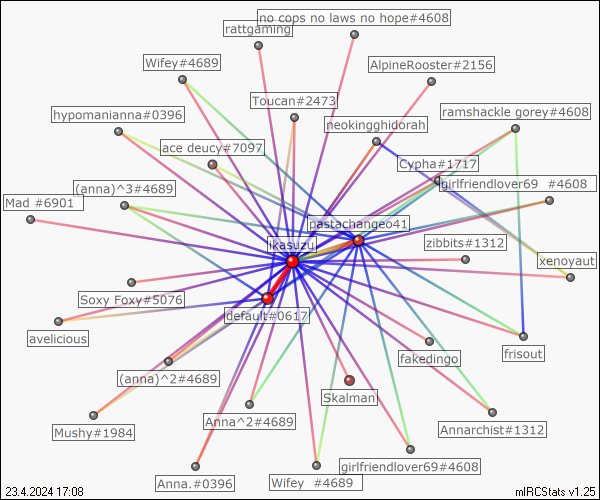 no cops no laws no hope#4608
rattgaming
Wifey#4689
AlpineRooster#2156
Toucan#2473
hypomanianna#0396
neokingghidorah
ramshackle gorey#4608
ace deucy#7097
Cypha#1717
(anna)^3#4689
girlfriendlover69 #4608
Mad #6901
pastachangeo41
ikasuzu
zibbits#1312
xenoyaut
Soxy Foxy#5076
default#0617
avelicious
frisout
fakedingo
(anna)^2#4689
Skalman
Anna^2#4689
Mushy#1984
Annarchist#1312
girlfriendlover69#4608
Anna.#0396
Wifey #4689
23.4.2024 17:08
mIRCStats v1.25